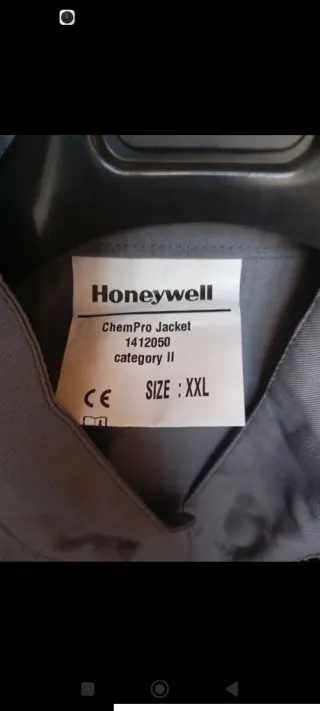 Honeywell
ChemPro Jacket
1412050
category II
CE
SIZE : XXL